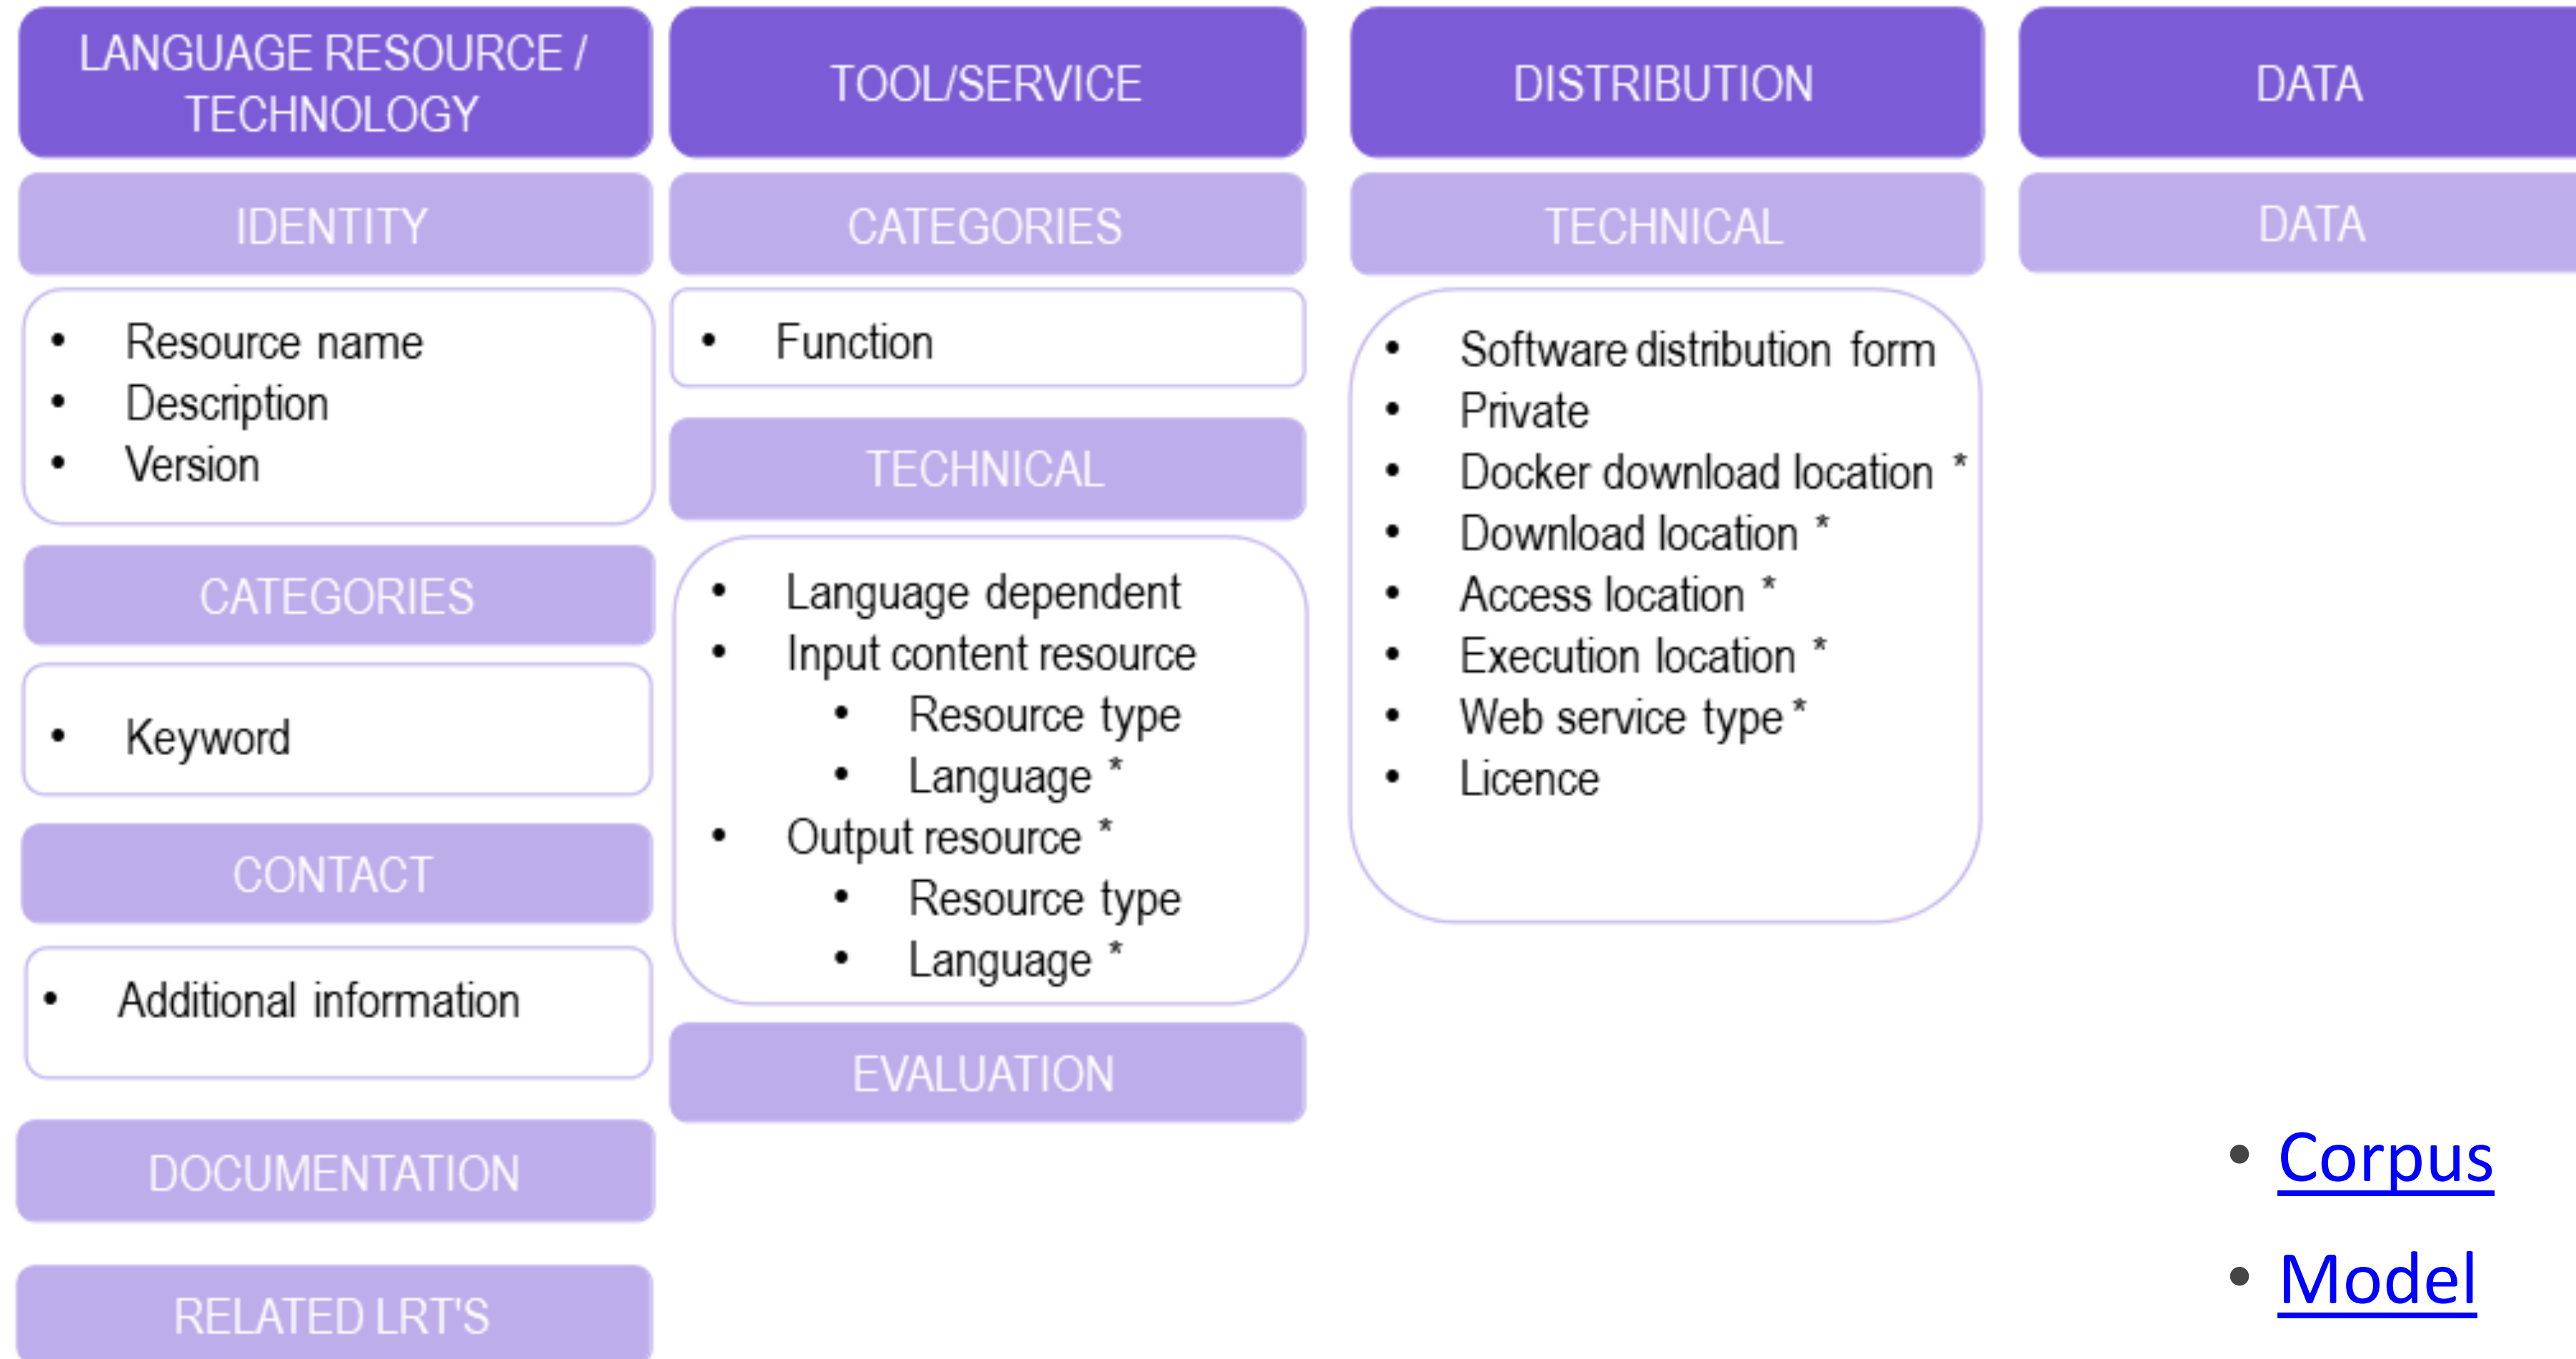 LANGUAGE RESOURCE /
TECHNOLOGY
IDENTITY
• Resource name
• Description
• Version
CATEGORIES
• Keyword
CONTACT
• Additional information
DOCUMENTATION
RELATED LRT'S
TOOL/SERVICE
CATEGORIES
• Function
TECHNICAL
• Language dependent
• Input content resource
• Resource type
• Language *
• Output resource *
• Resource type
• Language *
EVALUATION
DISTRIBUTION
TECHNICAL
• Software distribution form
• Private
• Docker download location *
• Download location *
• Access location *
• Execution location *
• Web service type *
• Licence
DATA
DATA
• Corpus
• Model